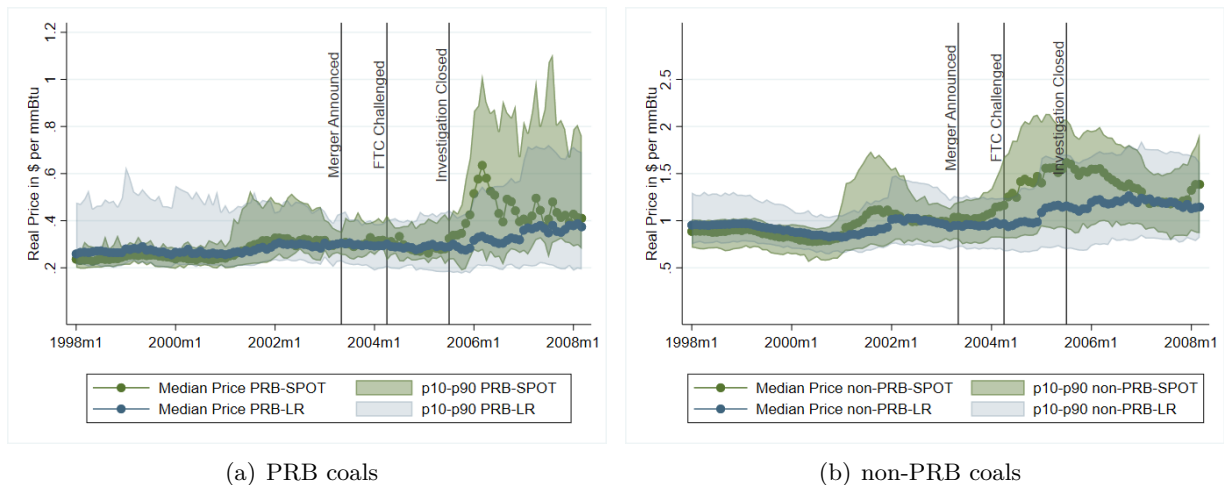 Real Price in $ per mmBtu
1.2
1
.8
.6
.4
.2
Merger Announced
FTC Challenged
Investigation Closed
1998m1 2000m1 2002m1 2004m1 2006m1 2008m1
Median Price PRB-SPOT p10-p90 PRB-SPOT
Median Price PRB-LR p10-p90 PRB-LR
(a) PRB coals
Real Price in $ per mmBtu
2.5
2
1.5
1
.5
Merger Announced
FTC Challenged
Investigation Closed
1998m1 2000m1 2002m1 2004m1 2006m1 2008m1
Median Price non-PRB-SPOT p10-p90 non-PRB-SPOT
Median Price non-PRB-LR p10-p90 non-PRB-LR
(b) non-PRB coals